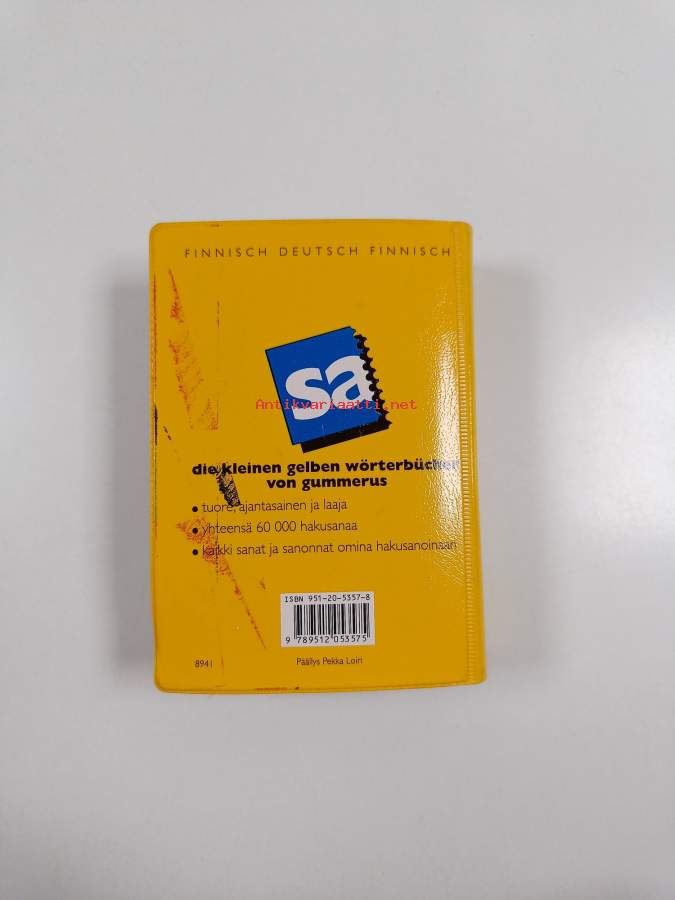 FINNISCH DEUTSCH FINNISCH
sa
Antikvariaatti.net
die kleinen gelben wörterbücher
von gummerus
• tuore, ajantasainen ja laaja
• yhteensä 60 000 hakusanaa
• kaikki sanat ja sanonnat omina hakusanoinaan
ISBN 951-20-5357-8
9 789512 053575
8941
Päällys Pekka Loiri